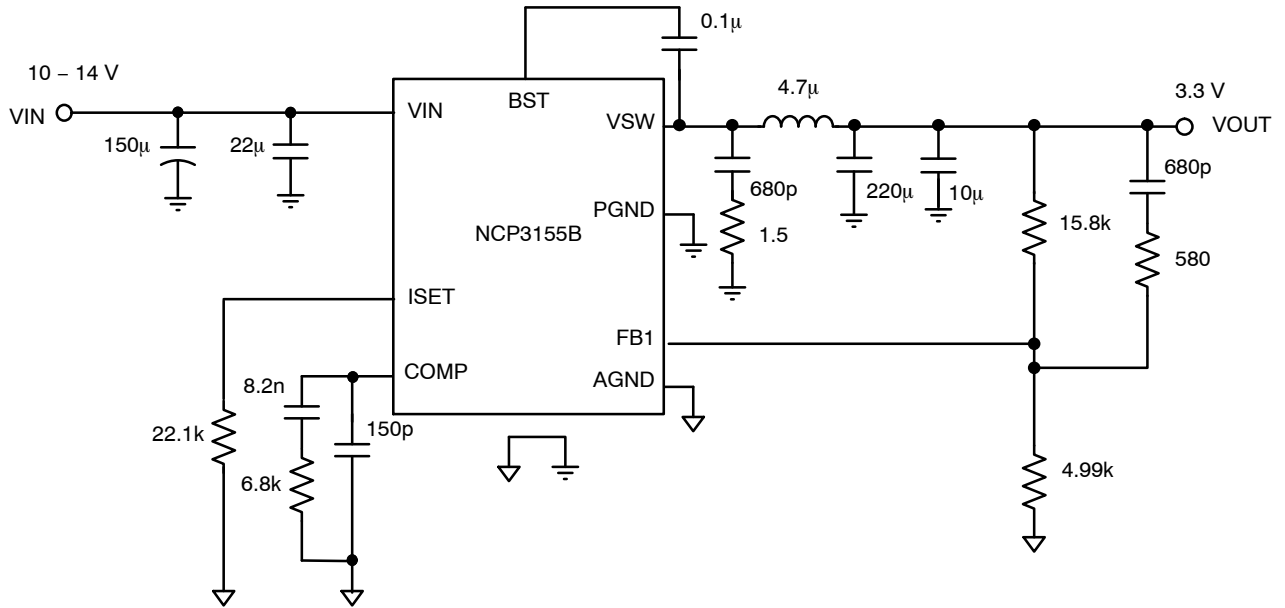 0.1μ
10 – 14 V
VIN
150μ
22μ
VIN
BST
VSW
4.7μ
3.3 V
VOUT
680p
1.5
220μ
10μ
15.8k
680p
580
PGND
NCP3155B
ISET
FB1
COMP
AGND
8.2n
150p
22.1k
6.8k
4.99k